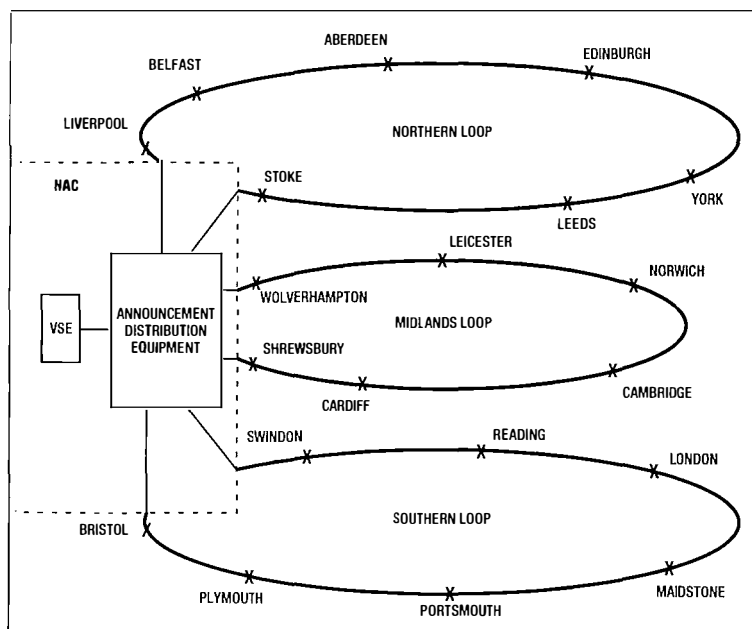 ABERDEEN
EDINBURGH
BELFAST
LIVERPOOL
NORTHERN LOOP
NAC
STOKE
YORK
LEEDS
LEICESTER
NORWICH
WOLVERHAMPTON
ANNOUNCEMENT
DISTRIBUTION
EQUIPMENT
VSE
MIDLANDS LOOP
SHREWSBURY
CARDIFF
CAMBRIDGE
SWINDON
READING
LONDON
BRISTOL
SOUTHERN LOOP
MAIDSTONE
PLYMOUTH
PORTSMOUTH